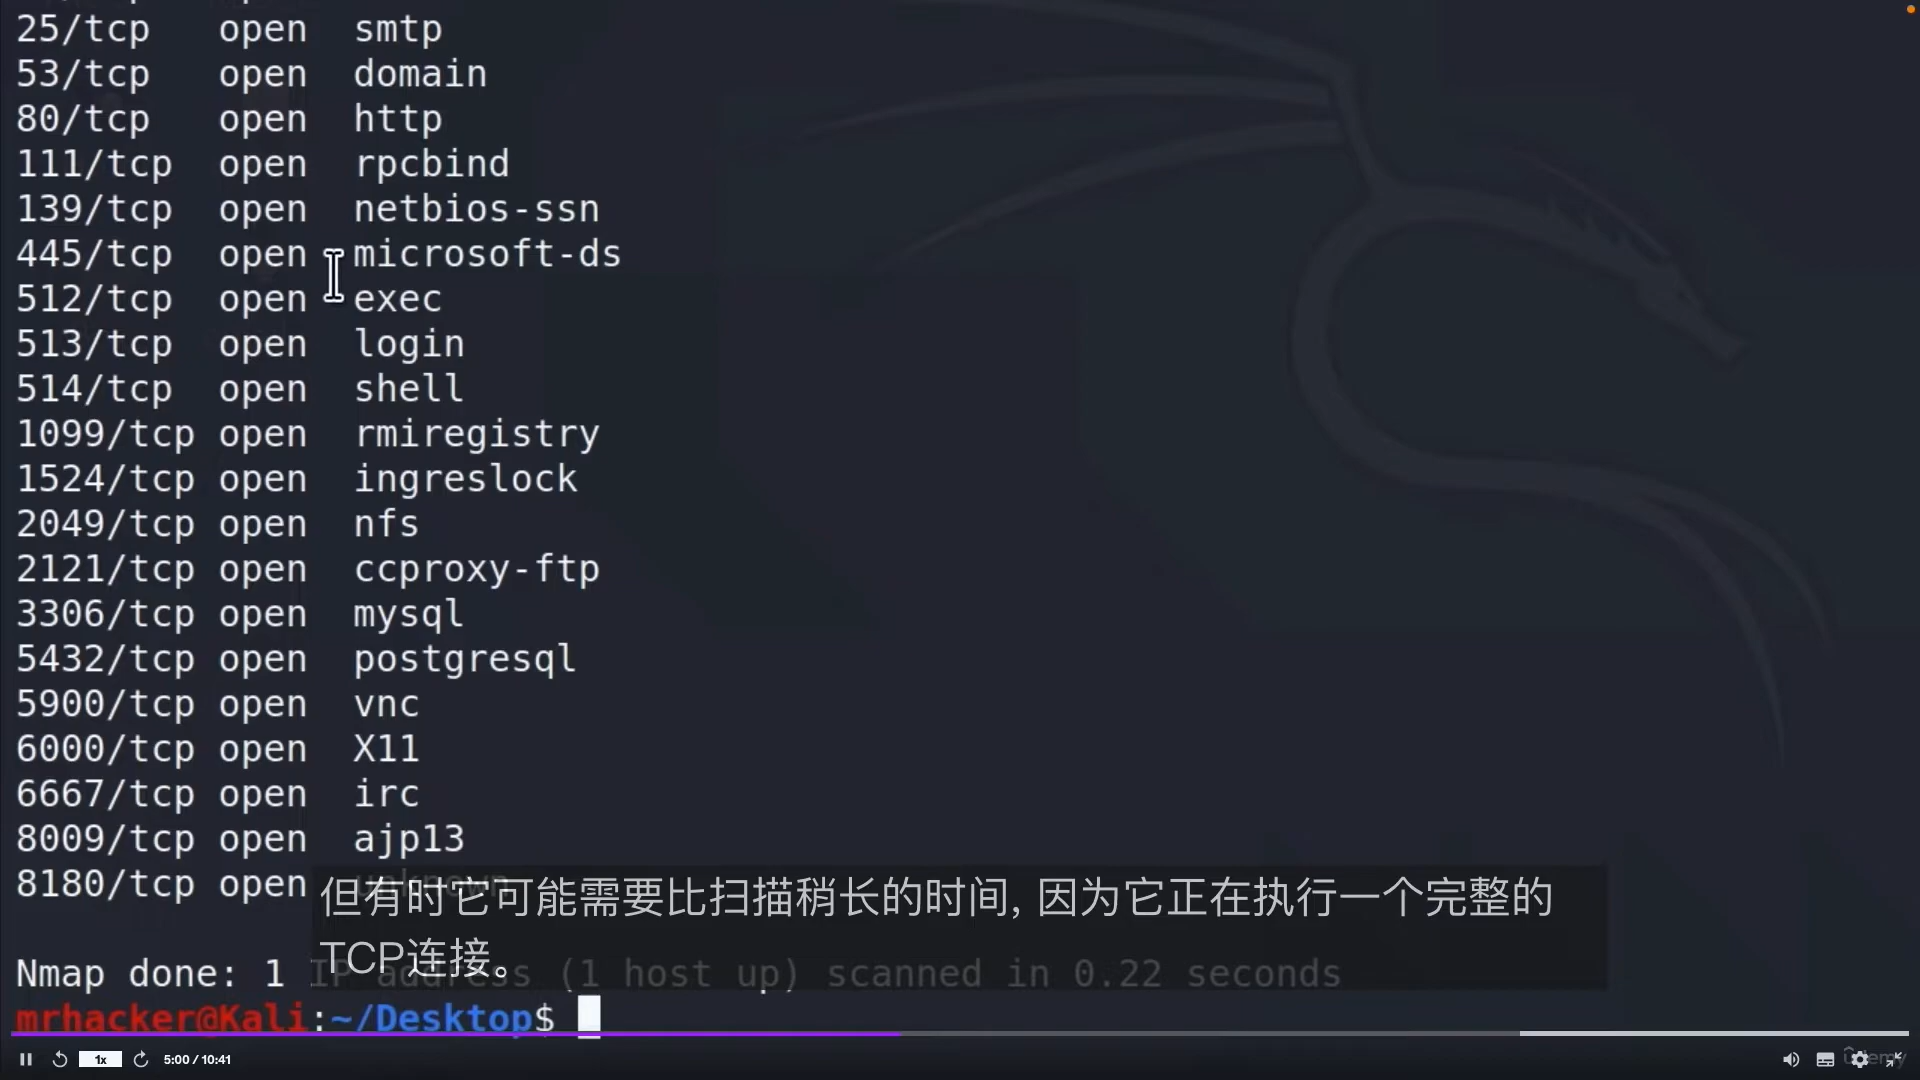 25/tcp   open  smtp
53/tcp   open  domain
80/tcp   open  http
111/tcp  open  rpcbind
139/tcp  open  netbios-ssn
445/tcp  open  microsoft-ds
512/tcp  open  exec
513/tcp  open  login
514/tcp  open  shell
1099/tcp open  rmiregistry
1524/tcp open  ingreslock
2049/tcp open  nfs
2121/tcp open  ccproxy-ftp
3306/tcp open  mysql
5432/tcp open  postgresql
5900/tcp open  vnc
6000/tcp open  X11
6667/tcp open  irc
8009/tcp open  ajp13
8180/tcp open  unknown
但有时它可能需要比扫描稍长的时间, 因为它正在执行一个完整的
TCP连接。
Nmap done: 1 IP address (1 host up) scanned in 0.22 seconds
mrhacker@Kali:~/Desktop$
1x 5:00 / 10:41
Udemy